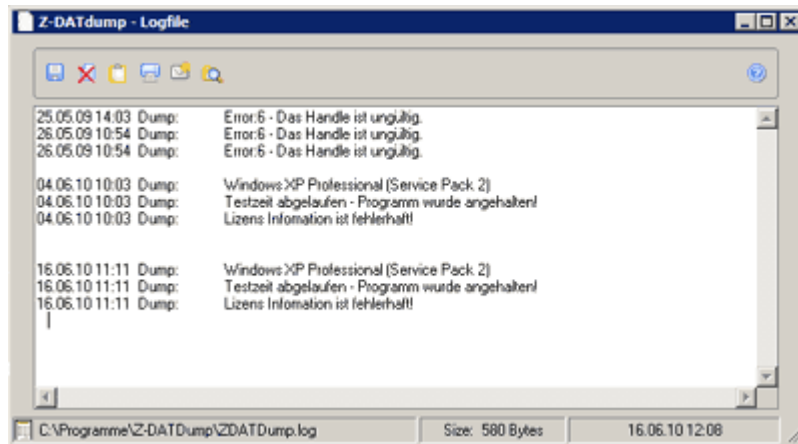 Z-DATdump - Logfile
25.05.09 14:03 Dump: Error:6 - Das Handle ist ungültig.
26.05.09 10:54 Dump: Error:6 - Das Handle ist ungültig.
26.05.09 10:54 Dump: Error:6 - Das Handle ist ungültig.
04.06.10 10:03 Dump: Windows XP Professional (Service Pack 2)
04.06.10 10:03 Dump: Testzeit abgelaufen - Programm wurde angehalten!
04.06.10 10:03 Dump: Lizens Infomation ist fehlerhaft!
16.06.10 11:11 Dump: Windows XP Professional (Service Pack 2)
16.06.10 11:11 Dump: Testzeit abgelaufen - Programm wurde angehalten!
16.06.10 11:11 Dump: Lizens Infomation ist fehlerhaft!
C:\Programme\Z-DATDump\ZDATDump.log Size: 580 Bytes 16.06.10 12:08